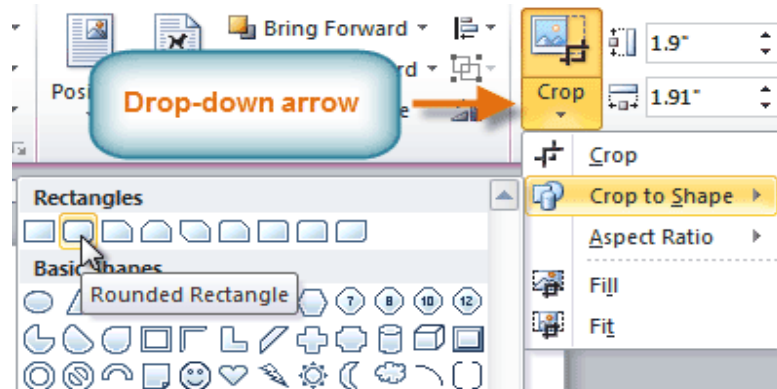 Bring Forward
1.9"
Posi
rd
Drop-down arrow
e
Crop
1.91"
Crop
Rectangles
Crop to Shape
Aspect Ratio
Basic Shapes
Rounded Rectangle
7
8
10
12
Fill
Fit